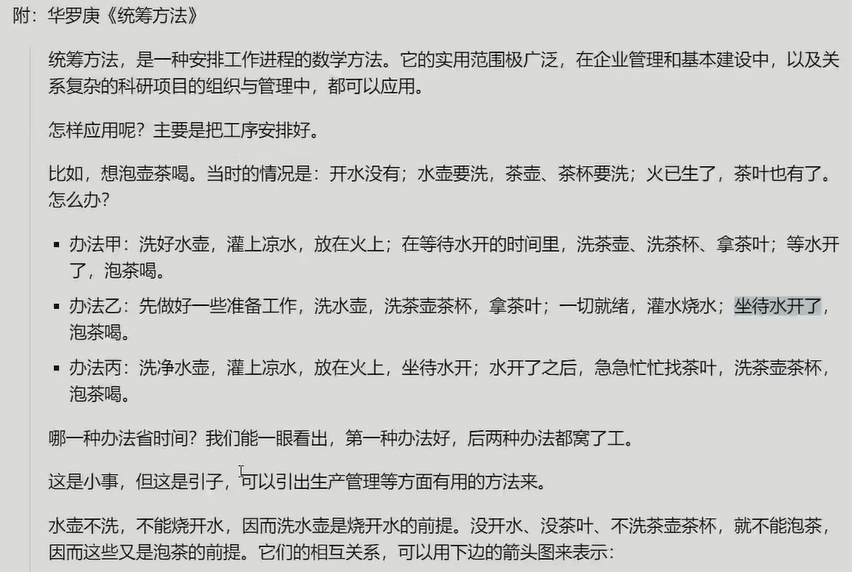 附：华罗庚《统筹方法》
统筹方法，是一种安排工作进程的数学方法。它的实用范围极广泛，在企业管理和基本建设中，以及关
系复杂的科研项目的组织与管理中，都可以应用。
怎样应用呢？主要是把工序安排好。
比如，想泡壶茶喝。当时的情况是：开水没有；水壶要洗，茶壶、茶杯要洗；火已生了，茶叶也有了。
怎么办？
▪ 办法甲：洗好水壶，灌上凉水，放在火上；在等待水开的时间里，洗茶壶、洗茶杯、拿茶叶；等水开
了，泡茶喝。
▪ 办法乙：先做好一些准备工作，洗水壶，洗茶壶茶杯，拿茶叶；一切就绪，灌水烧水；坐待水开了，
泡茶喝。
▪ 办法丙：洗净水壶，灌上凉水，放在火上，坐待水开；水开了之后，急急忙忙找茶叶，洗茶壶茶杯，
泡茶喝。
哪一种办法省时间？我们能一眼看出，第一种办法好，后两种办法都窝了工。
这是小事，但这是引子，可以引出生产管理等方面有用的方法来。
水壶不洗，不能烧开水，因而洗水壶是烧开水的前提。没开水、没茶叶、不洗茶壶茶杯，就不能泡茶，
因而这些又是泡茶的前提。它们的相互关系，可以用下边的箭头图来表示：